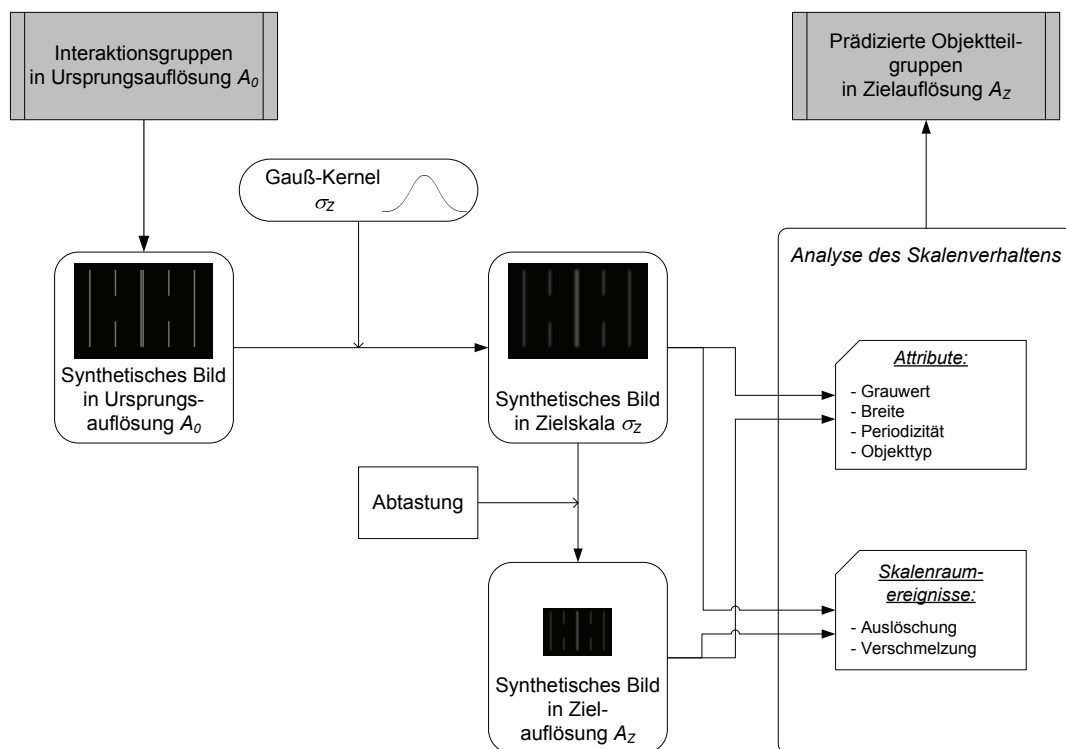 Interaktionsgruppen
in Ursprungsauflösung A0
Prädizierte Objektteil-
gruppen
in Zielauflösung AZ
Gauß-Kernel
σZ
Analyse des Skalenverhaltens
Synthetisches Bild
in Ursprungs-
auflösung A0
Synthetisches Bild
in Zielskala σZ
Attribute:
- Grauwert
- Breite
- Periodizität
- Objekttyp
Abtastung
Skalenraum-
ereignisse:
- Auslöschung
- Verschmelzung
Synthetisches Bild
in Ziel-
auflösung AZ